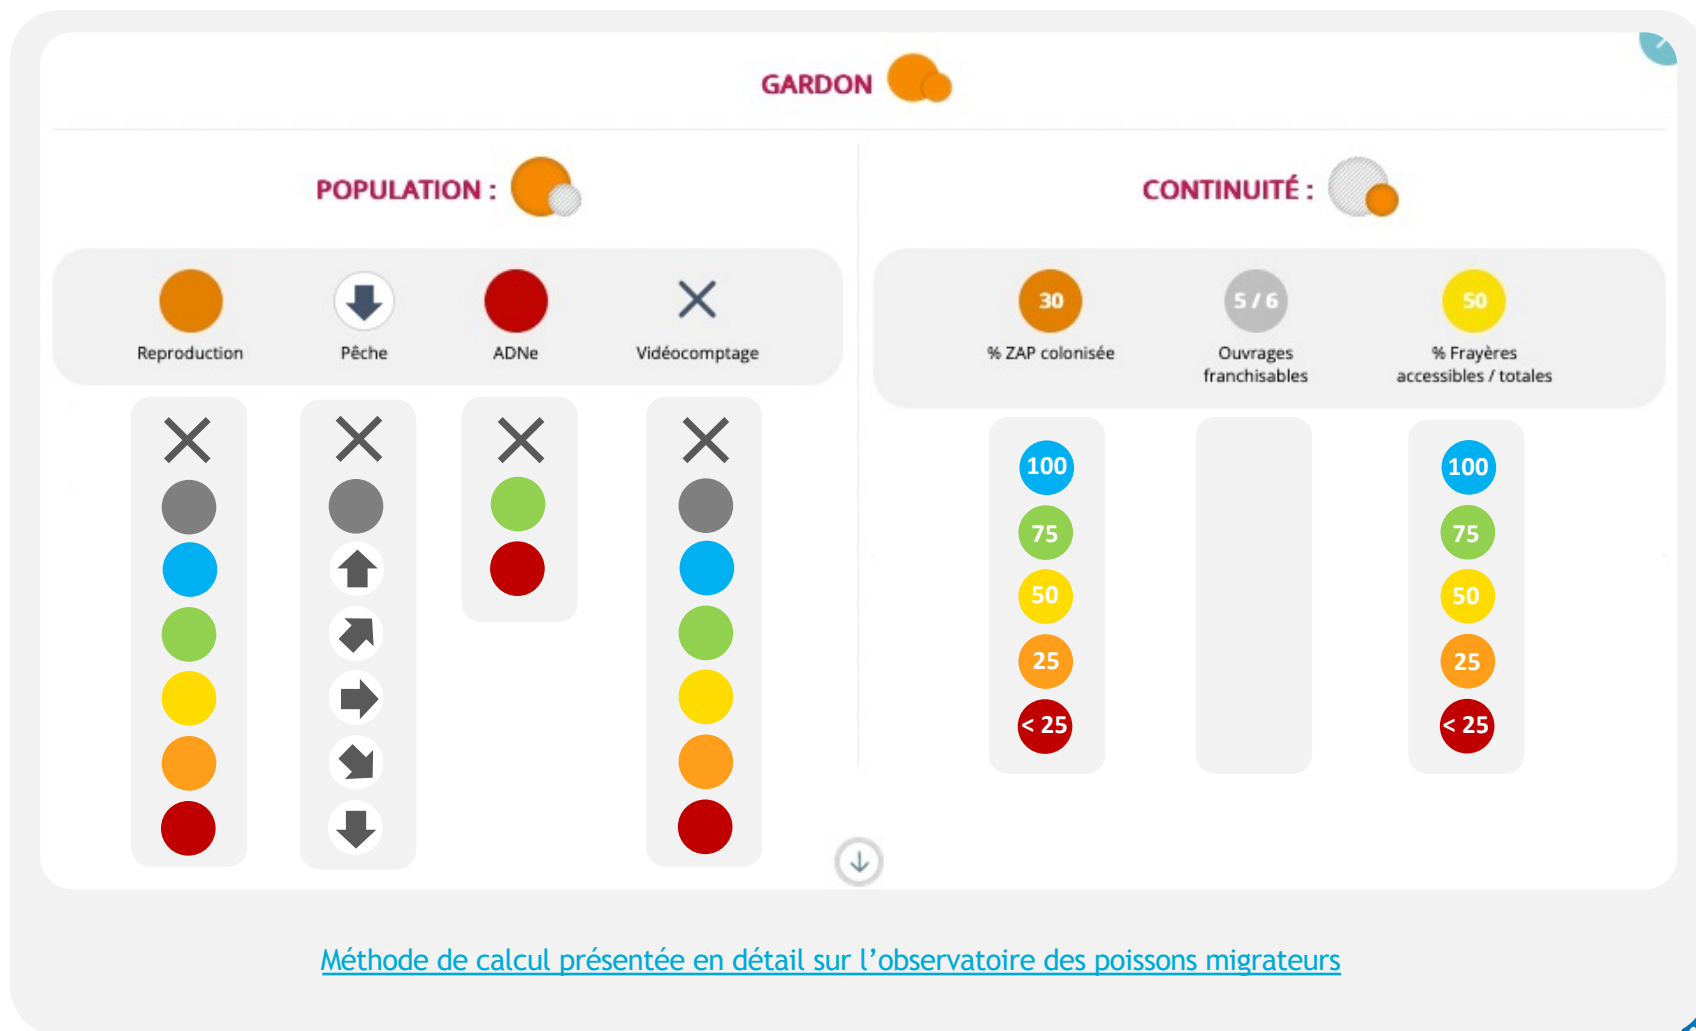 GARDON
POPULATION :
CONTINUITÉ :
Reproduction
Pêche
ADNe
Vidéocomptage
30
% ZAP colonisée
5 / 6
Ouvrages
franchisables
50
% Frayères
accessibles / totales
100
75
50
25
< 25
100
75
50
25
< 25
Méthode de calcul présentée en détail sur l’observatoire des poissons migrateurs